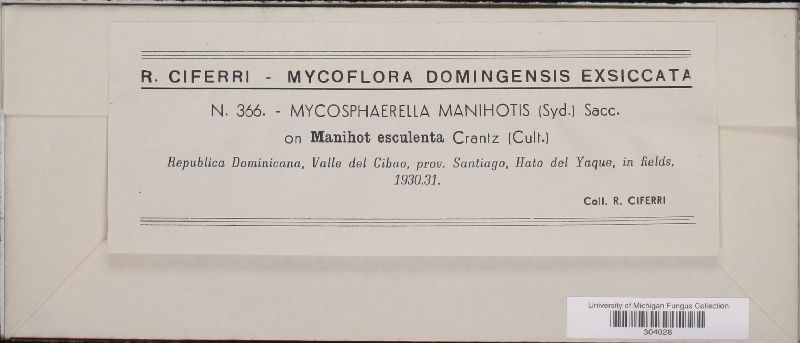 R. CIFERRI - MYCOFLORA DOMINGENSIS EXSICCATA
N. 366. - MYCOSPHAERELLA MANIHOTIS (Syd.) Sacc.
on Manihot esculenta Crantz (Cult.)
Republica Dominicana, Valle del Cibao, prov. Santiago, Hato del Yaque, in fields,
1930.31.
Coll. R. CIFERRI
University of Michigan Fungus Collection
304028